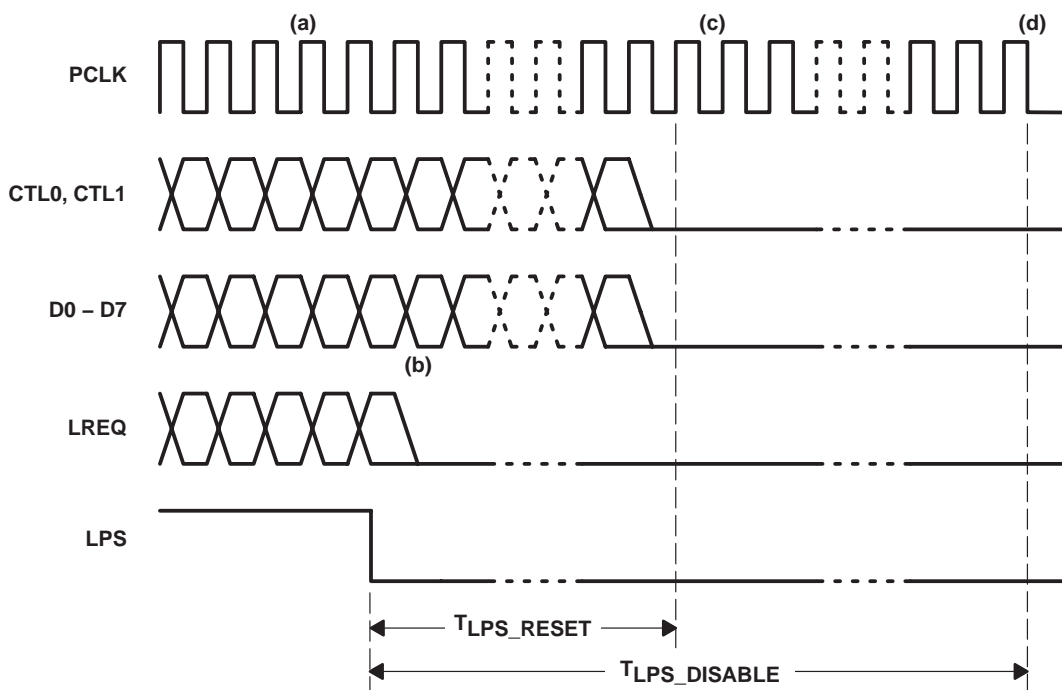 (a) (c) (d)
PCLK
CTL0, CTL1
D0 – D7
(b)
LREQ
LPS
TLPS_RESET
TLPS_DISABLE